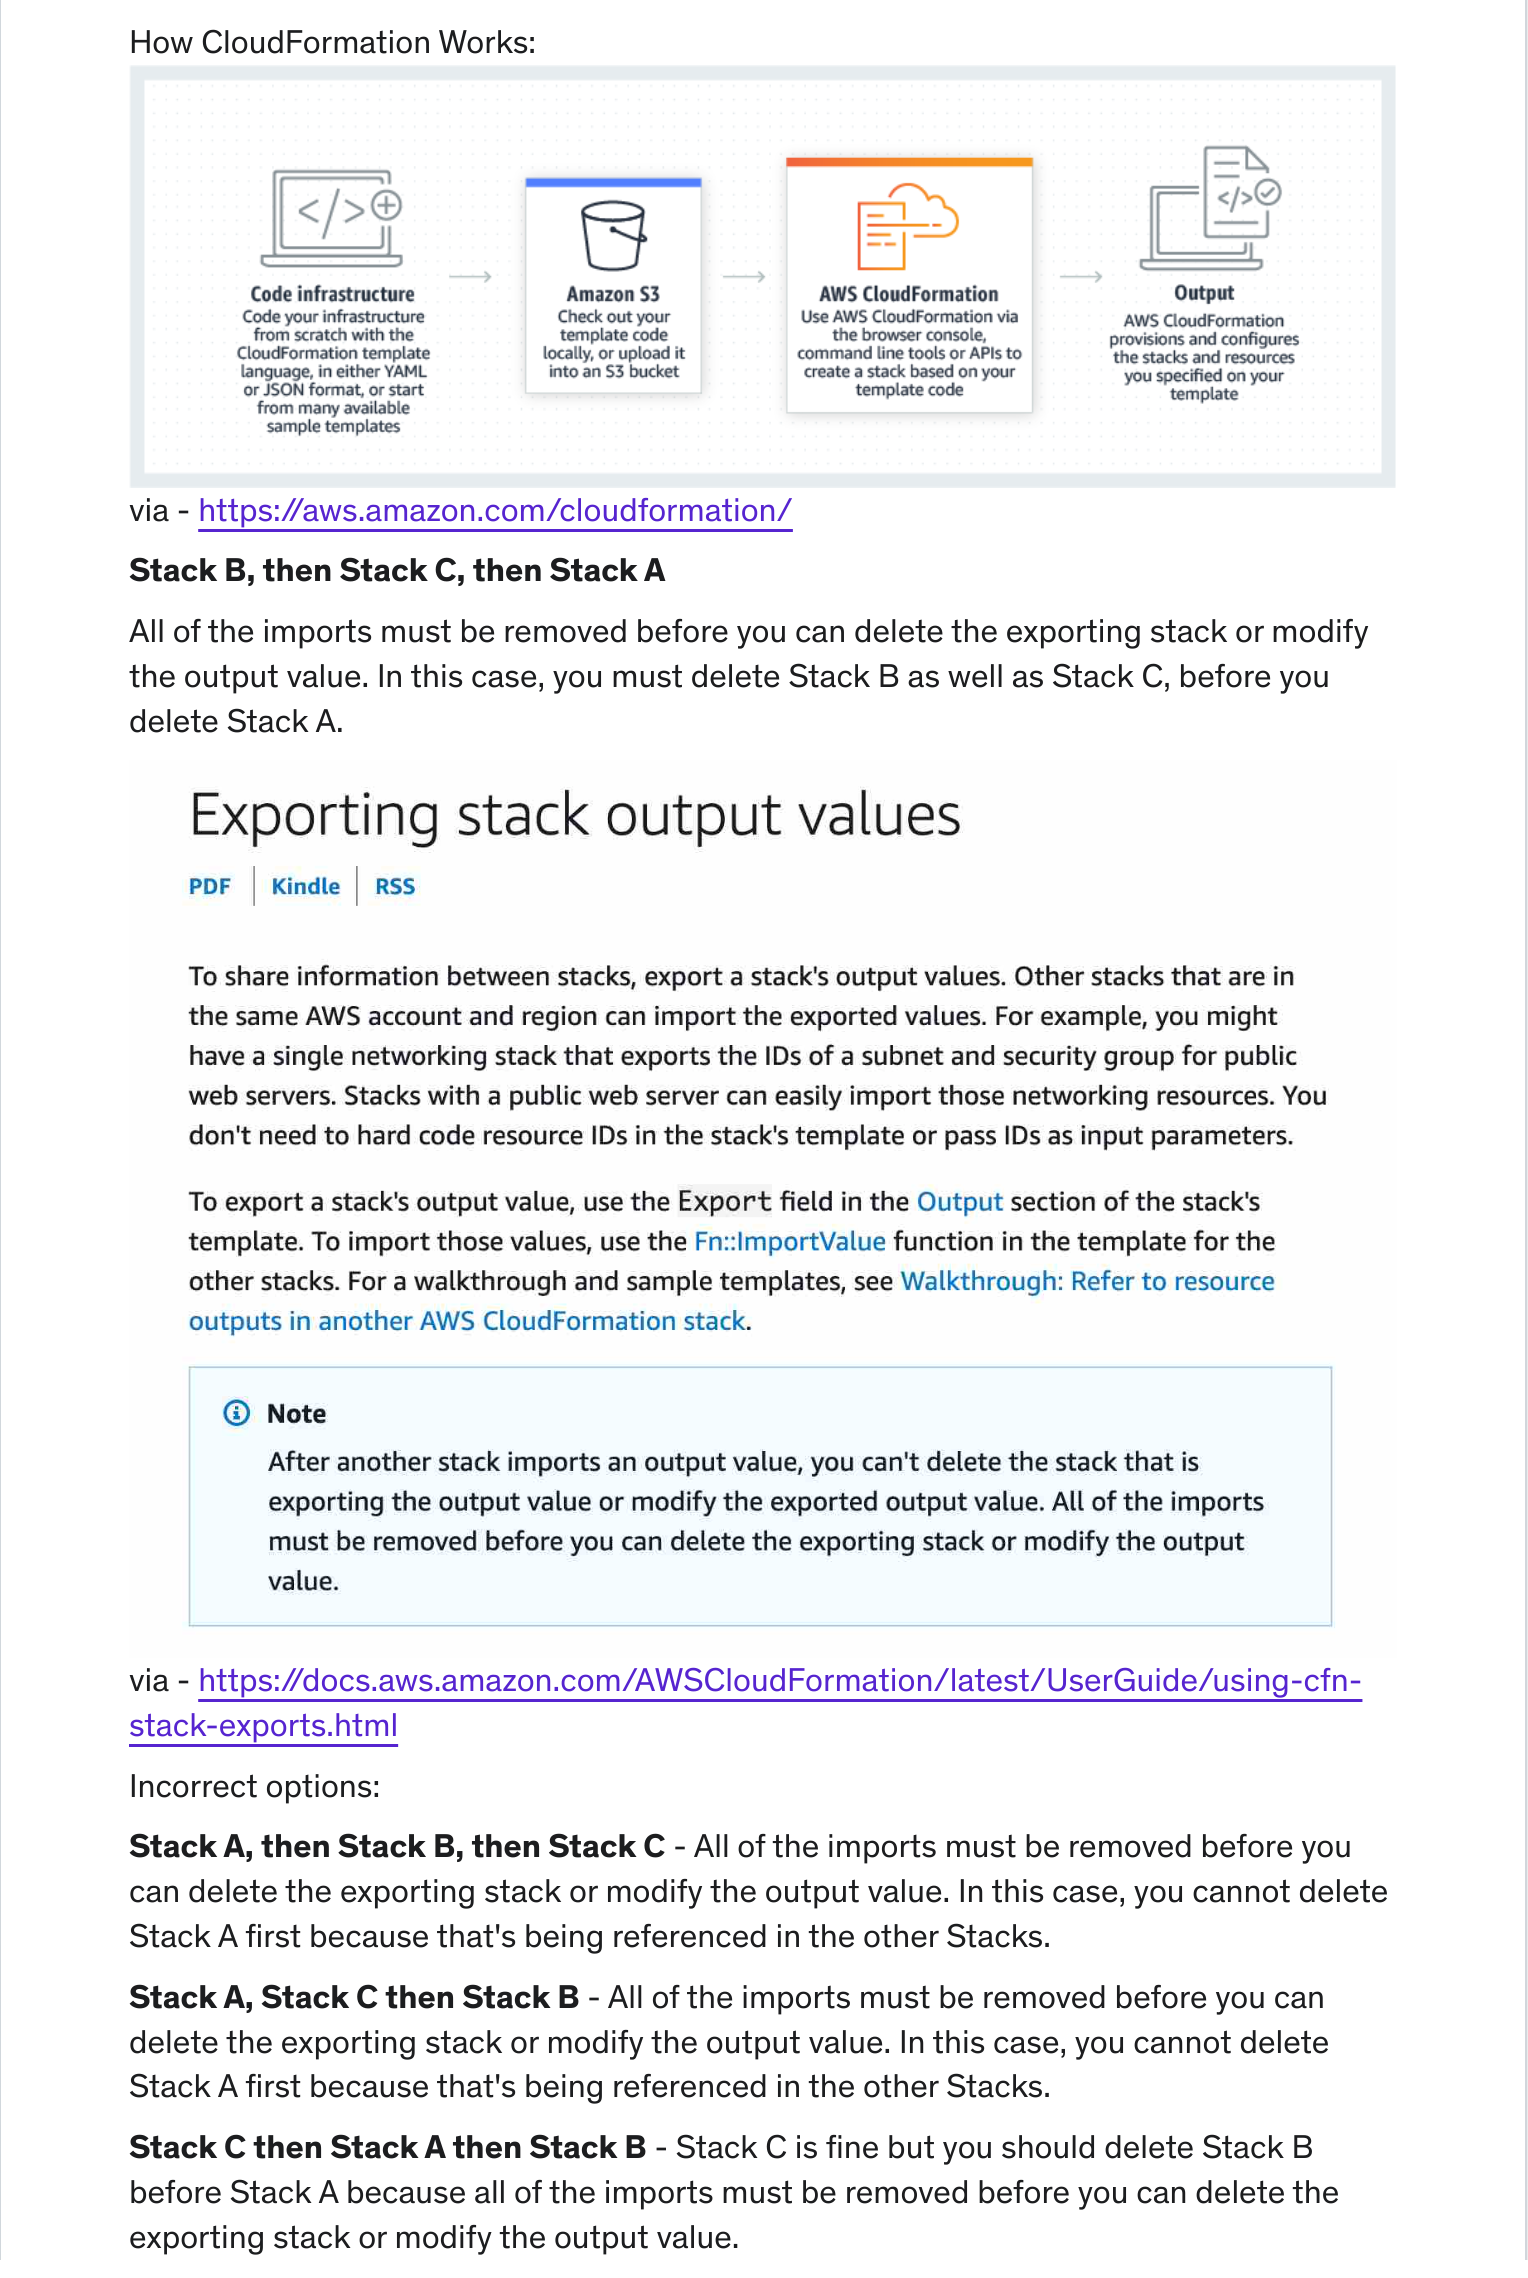 How CloudFormation Works:
</>
</>
Code infrastructure
Code your infrastructure
from scratch with the
CloudFormation template
language, in either YAML
or JSON format, or start
from many available
sample templates
Amazon S3
Check out your
template code
locally, or upload it
into an S3 bucket
AWS CloudFormation
Use AWS CloudFormation via
the browser console,
command line tools or APIs to
create a stack based on your
template code
Output
AWS CloudFormation
provisions and configures
the stacks and resources
you specified on your
template
via - https://aws.amazon.com/cloudformation/
Stack B, then Stack C, then Stack A
All of the imports must be removed before you can delete the exporting stack or modify
the output value. In this case, you must delete Stack B as well as Stack C, before you
delete Stack A.
Exporting stack output values
PDF | Kindle | RSS
To share information between stacks, export a stack's output values. Other stacks that are in
the same AWS account and region can import the exported values. For example, you might
have a single networking stack that exports the IDs of a subnet and security group for public
web servers. Stacks with a public web server can easily import those networking resources. You
don't need to hard code resource IDs in the stack's template or pass IDs as input parameters.
To export a stack's output value, use the Export field in the Output section of the stack's
template. To import those values, use the Fn::ImportValue function in the template for the
other stacks. For a walkthrough and sample templates, see Walkthrough: Refer to resource
outputs in another AWS CloudFormation stack.
Note
After another stack imports an output value, you can't delete the stack that is
exporting the output value or modify the exported output value. All of the imports
must be removed before you can delete the exporting stack or modify the output
value.
via - https://docs.aws.amazon.com/AWSCloudFormation/latest/UserGuide/using-cfn-
stack-exports.html
Incorrect options:
Stack A, then Stack B, then Stack C - All of the imports must be removed before you
can delete the exporting stack or modify the output value. In this case, you cannot delete
Stack A first because that's being referenced in the other Stacks.
Stack A, Stack C then Stack B - All of the imports must be removed before you can
delete the exporting stack or modify the output value. In this case, you cannot delete
Stack A first because that's being referenced in the other Stacks.
Stack C then Stack A then Stack B - Stack C is fine but you should delete Stack B
before Stack A because all of the imports must be removed before you can delete the
exporting stack or modify the output value.